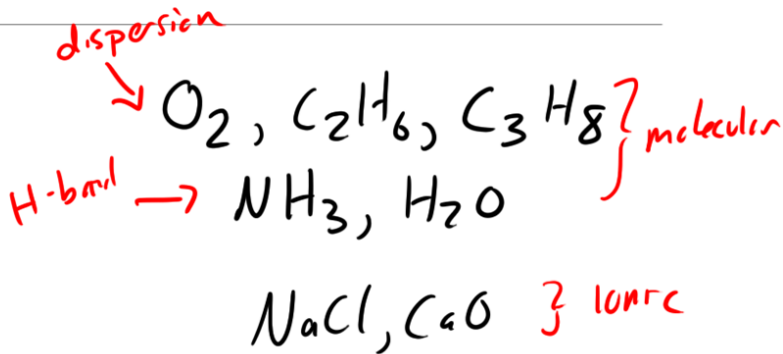 dispersion
O₂, C₂H₆, C₃H₈ } molecular
H-bond → NH₃, H₂O
NaCl, CaO } Ionic